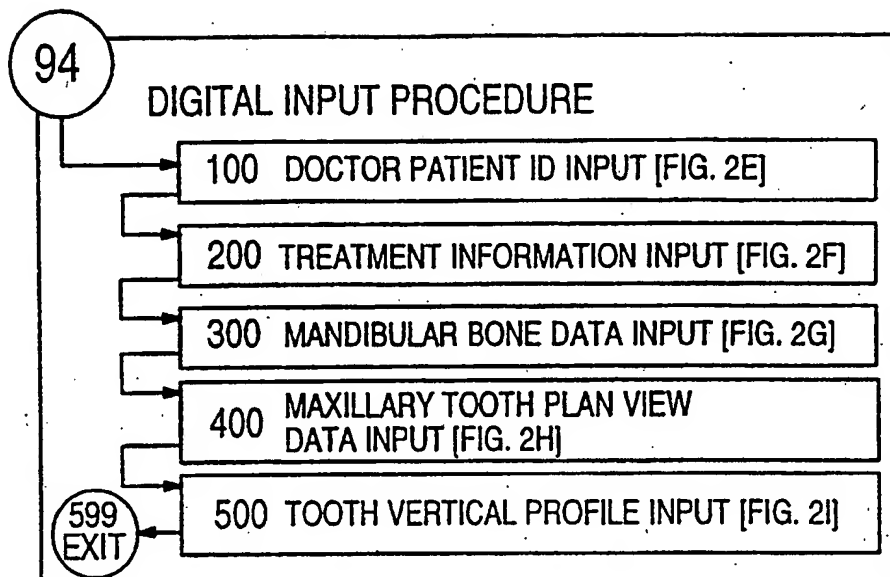 94
DIGITAL INPUT PROCEDURE
100 DOCTOR PATIENT ID INPUT [FIG. 2E]
200 TREATMENT INFORMATION INPUT [FIG. 2F]
300 MANDIBULAR BONE DATA INPUT [FIG. 2G]
400 MAXILLARY TOOTH PLAN VIEW
DATA INPUT [FIG. 2H]
500 TOOTH VERTICAL PROFILE INPUT [FIG. 2I]
599
EXIT